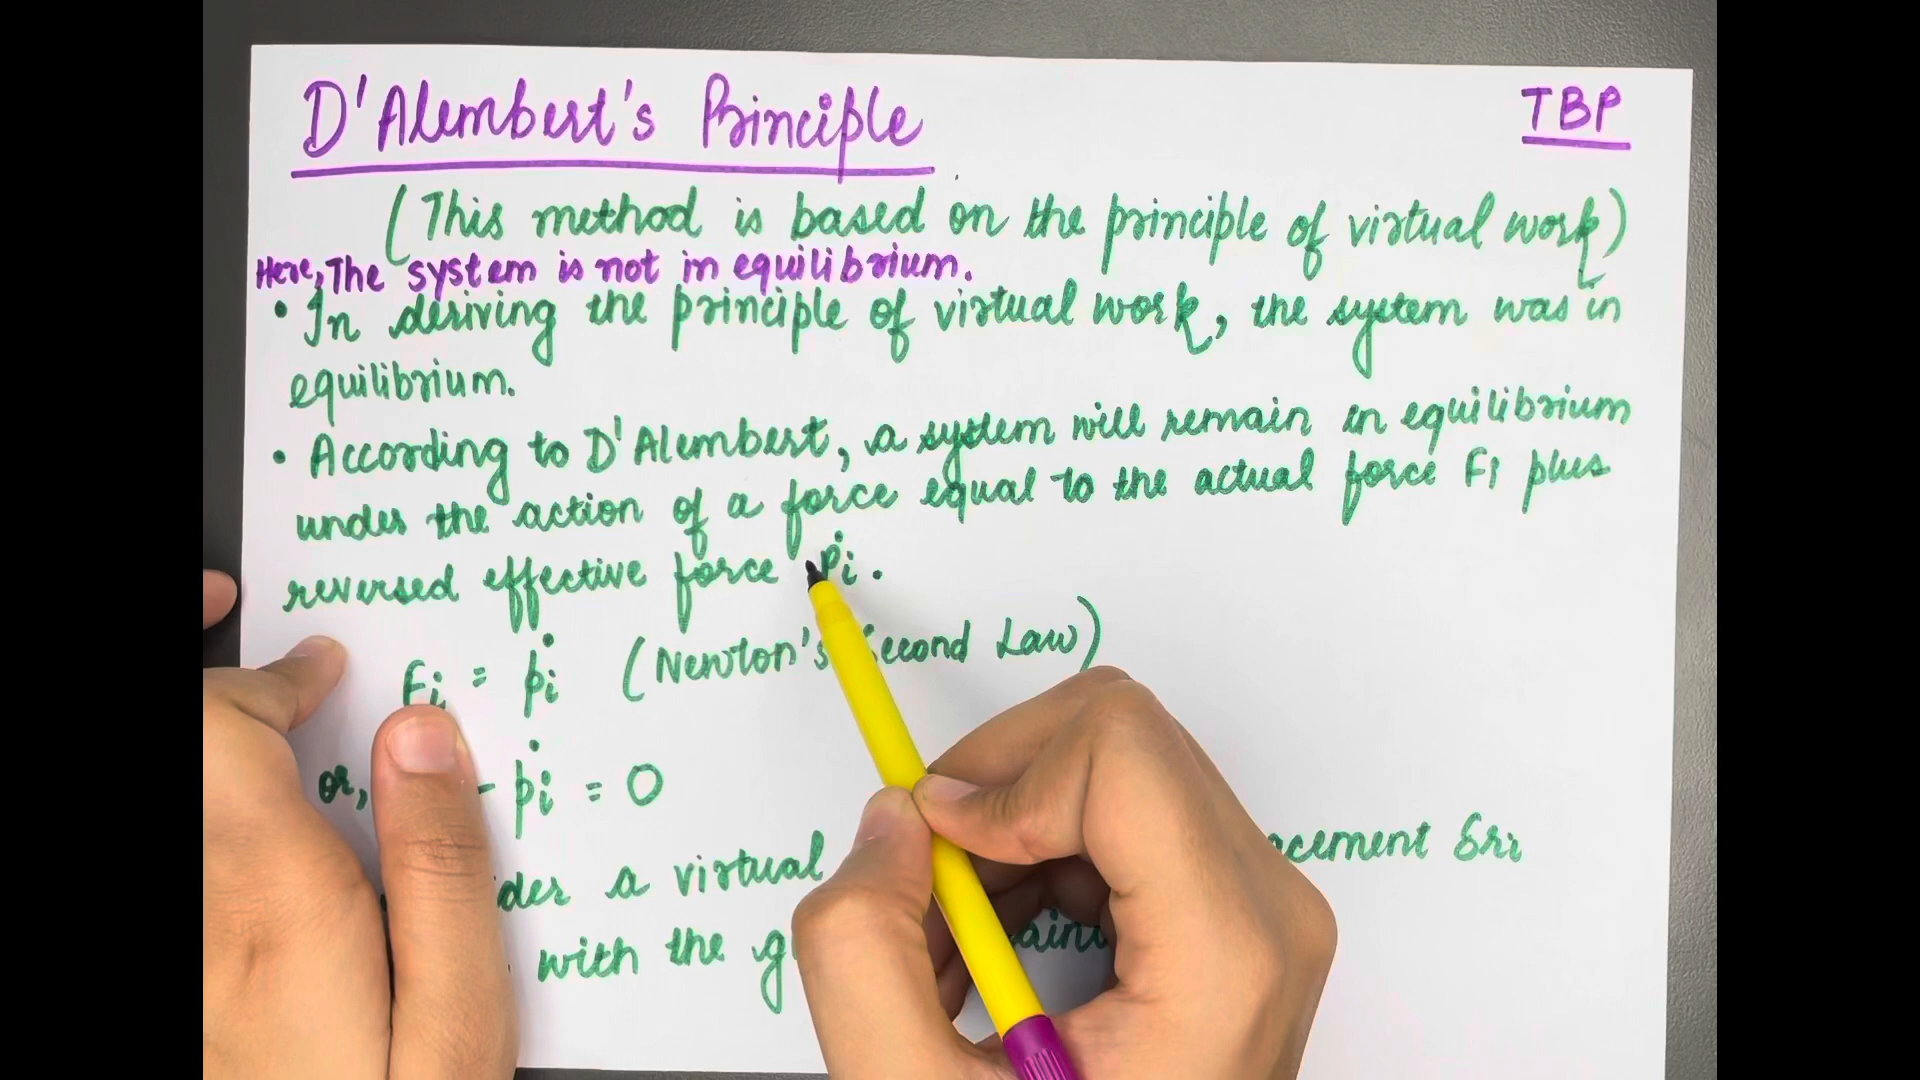 D'Alembert's Principle
TBP
(This method is based on the principle of virtual work)
Here, The system is not in equilibrium.
• In deriving the principle of virtual work, the system was in
equilibrium.
• According to D'Alembert, a system will remain in equilibrium
under the action of a force equal to the actual force Fi plus
reversed effective force ṗi.
Fi = ṗi (Newton's Second Law)
or, - ṗi = 0
a virtual δri
with the